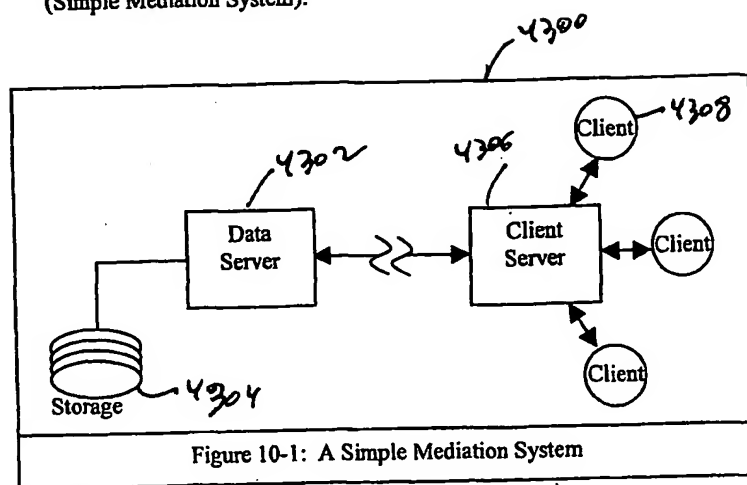 (Simple Mediation System).
4300
Client
4308
4302
4306
Data
Server
Client
Server
Client
Client
Storage
4304
Figure 10-1: A Simple Mediation System